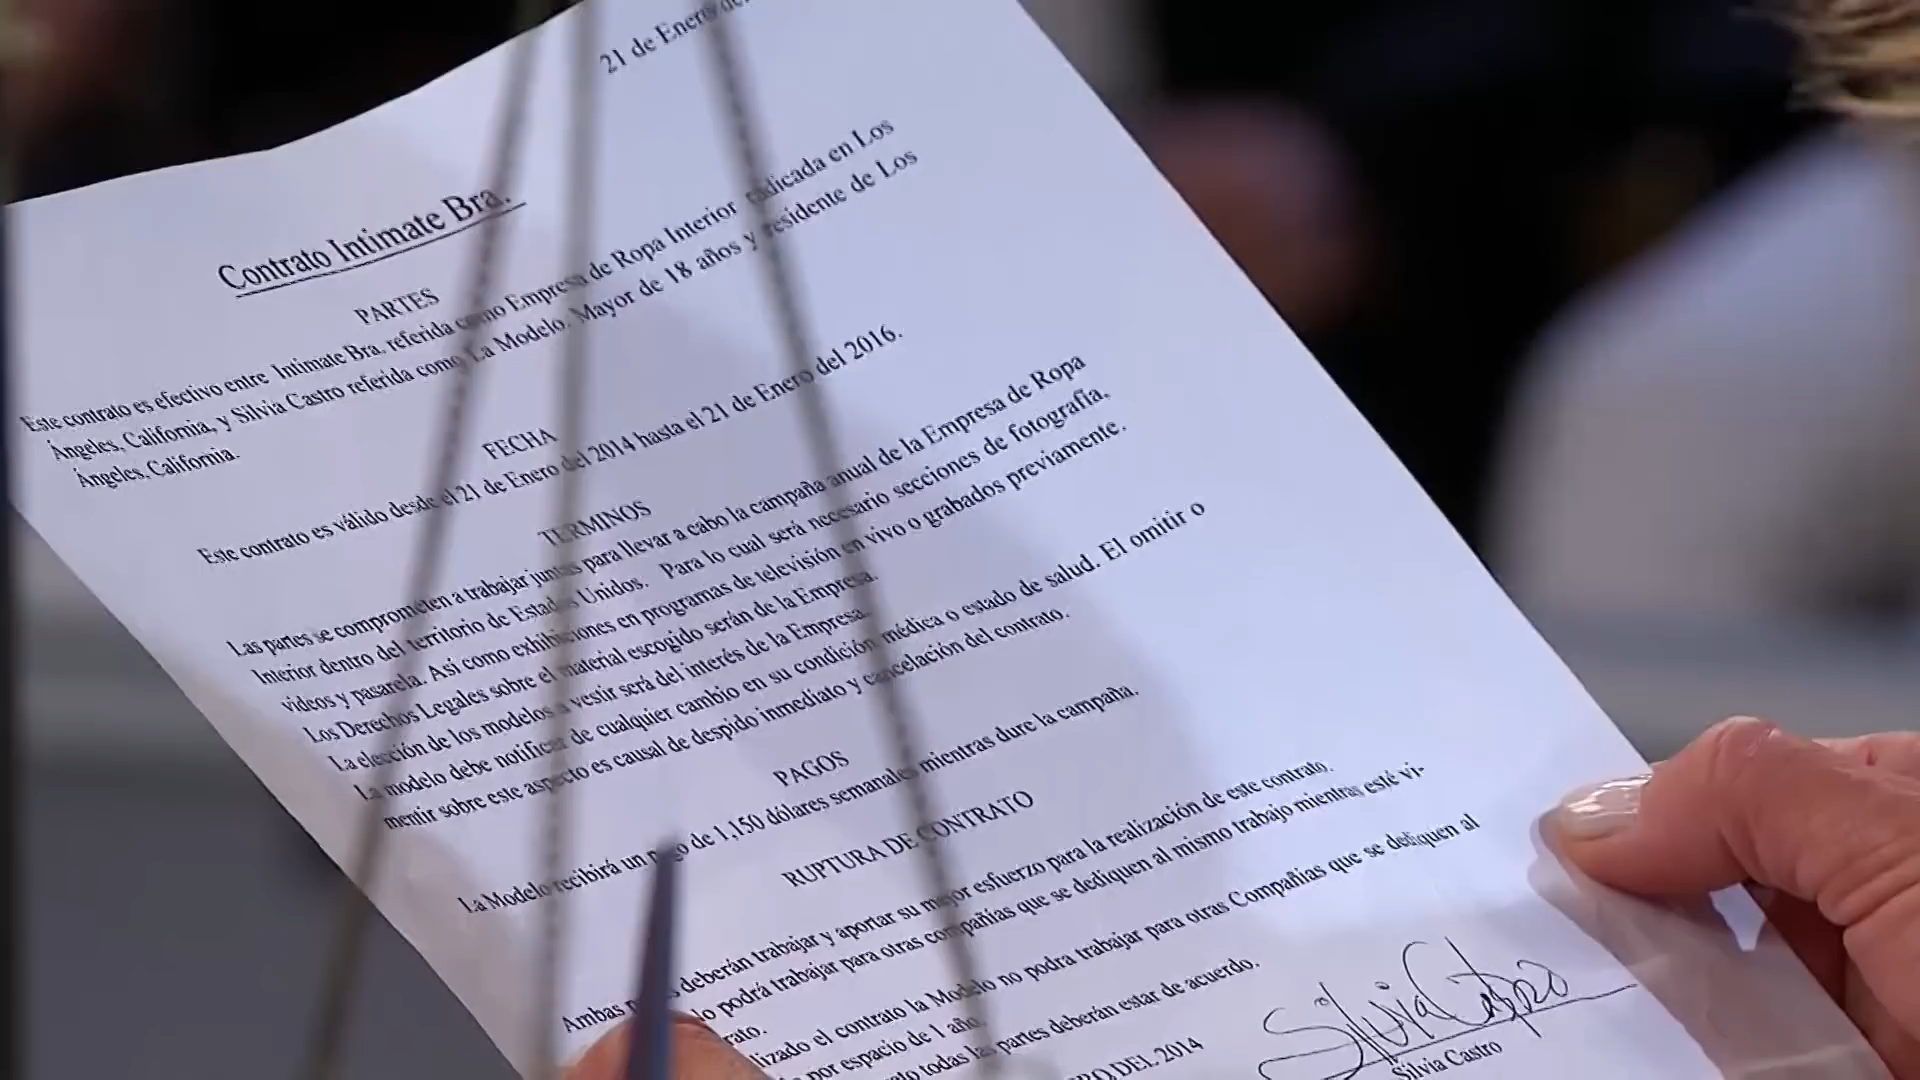 21 de Enero de
Contrato Intimate Bra.
PARTES
Este contrato es efectivo entre Intimate Bra. referida como Empresa de Ropa Interior radicada en Los
Ángeles, California, y Silvia Castro referida como La Modelo. Mayor de 18 años y residente de Los
Ángeles, California.
FECHA
Este contrato es válido desde el 21 de Enero del 2014 hasta el 21 de Enero del 2016.
TERMINOS
Las partes se comprometen a trabajar juntas para llevar a cabo la campaña anual de la Empresa de Ropa
Interior dentro del territorio de Estados Unidos. Para lo cual será necesario secciones de fotografía,
videos y pasarela. Así como exhibiciones en programas de televisión en vivo o grabados previamente.
Los Derechos Legales sobre el material escogido serán de la Empresa.
La elección de los modelos a vestir será del interés de la Empresa.
La modelo debe notificar de cualquier cambio en su condición médica o estado de salud. El omitir o
mentir sobre este aspecto es causal de despido inmediato y cancelación del contrato.
PAGOS
La Modelo recibirá un pago de 1,150 dólares semanales mientras dure la campaña.
RUPTURA DE CONTRATO
Ambas deberán trabajar y aportar su mejor esfuerzo para la realización de este contrato.
lo podrá trabajar para otras compañías que se dediquen al mismo trabajo mientras esté vi-
rato.
lizado el contrato la Modelo no podra trabajar para otras Compañías que se dediquen al
por espacio de 1 año.
todas las partes deberán estar de acuerdo.
RO DEL 2014
Silvia Castro
Silvia Castro